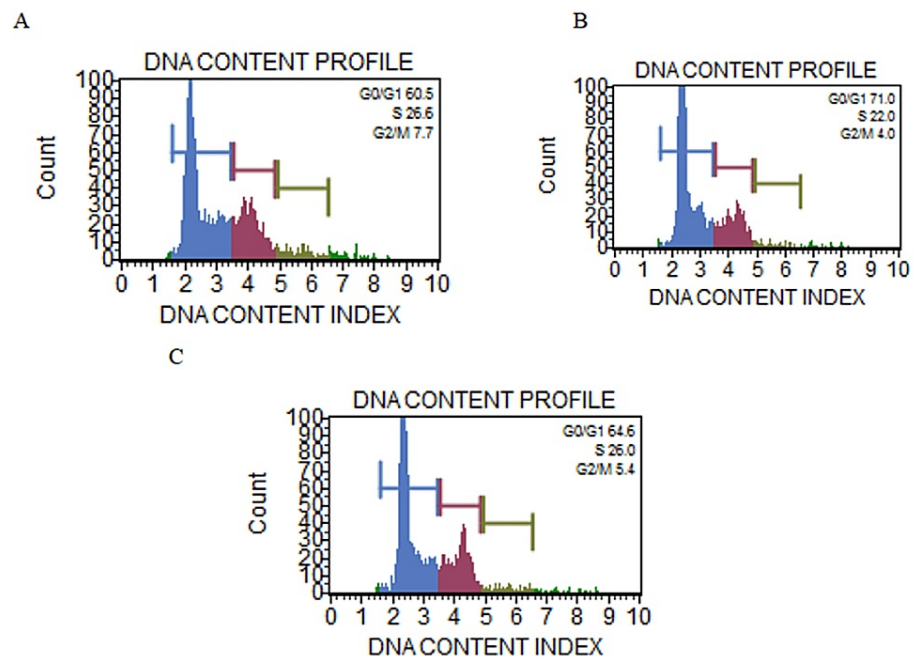 A
DNA CONTENT PROFILE
G0/G1 60.5
S 26.6
G2/M 7.7
Count
100
90
80
70
60
50
40
30
20
10
0
0 1 2 3 4 5 6 7 8 9 10
DNA CONTENT INDEX
B
DNA CONTENT PROFILE
G0/G1 71.0
S 22.0
G2/M 4.0
Count
100
90
80
70
60
50
40
30
20
10
0
0 1 2 3 4 5 6 7 8 9 10
DNA CONTENT INDEX
C
DNA CONTENT PROFILE
G0/G1 64.6
S 26.0
G2/M 5.4
Count
100
90
80
70
60
50
40
30
20
10
0
0 1 2 3 4 5 6 7 8 9 10
DNA CONTENT INDEX